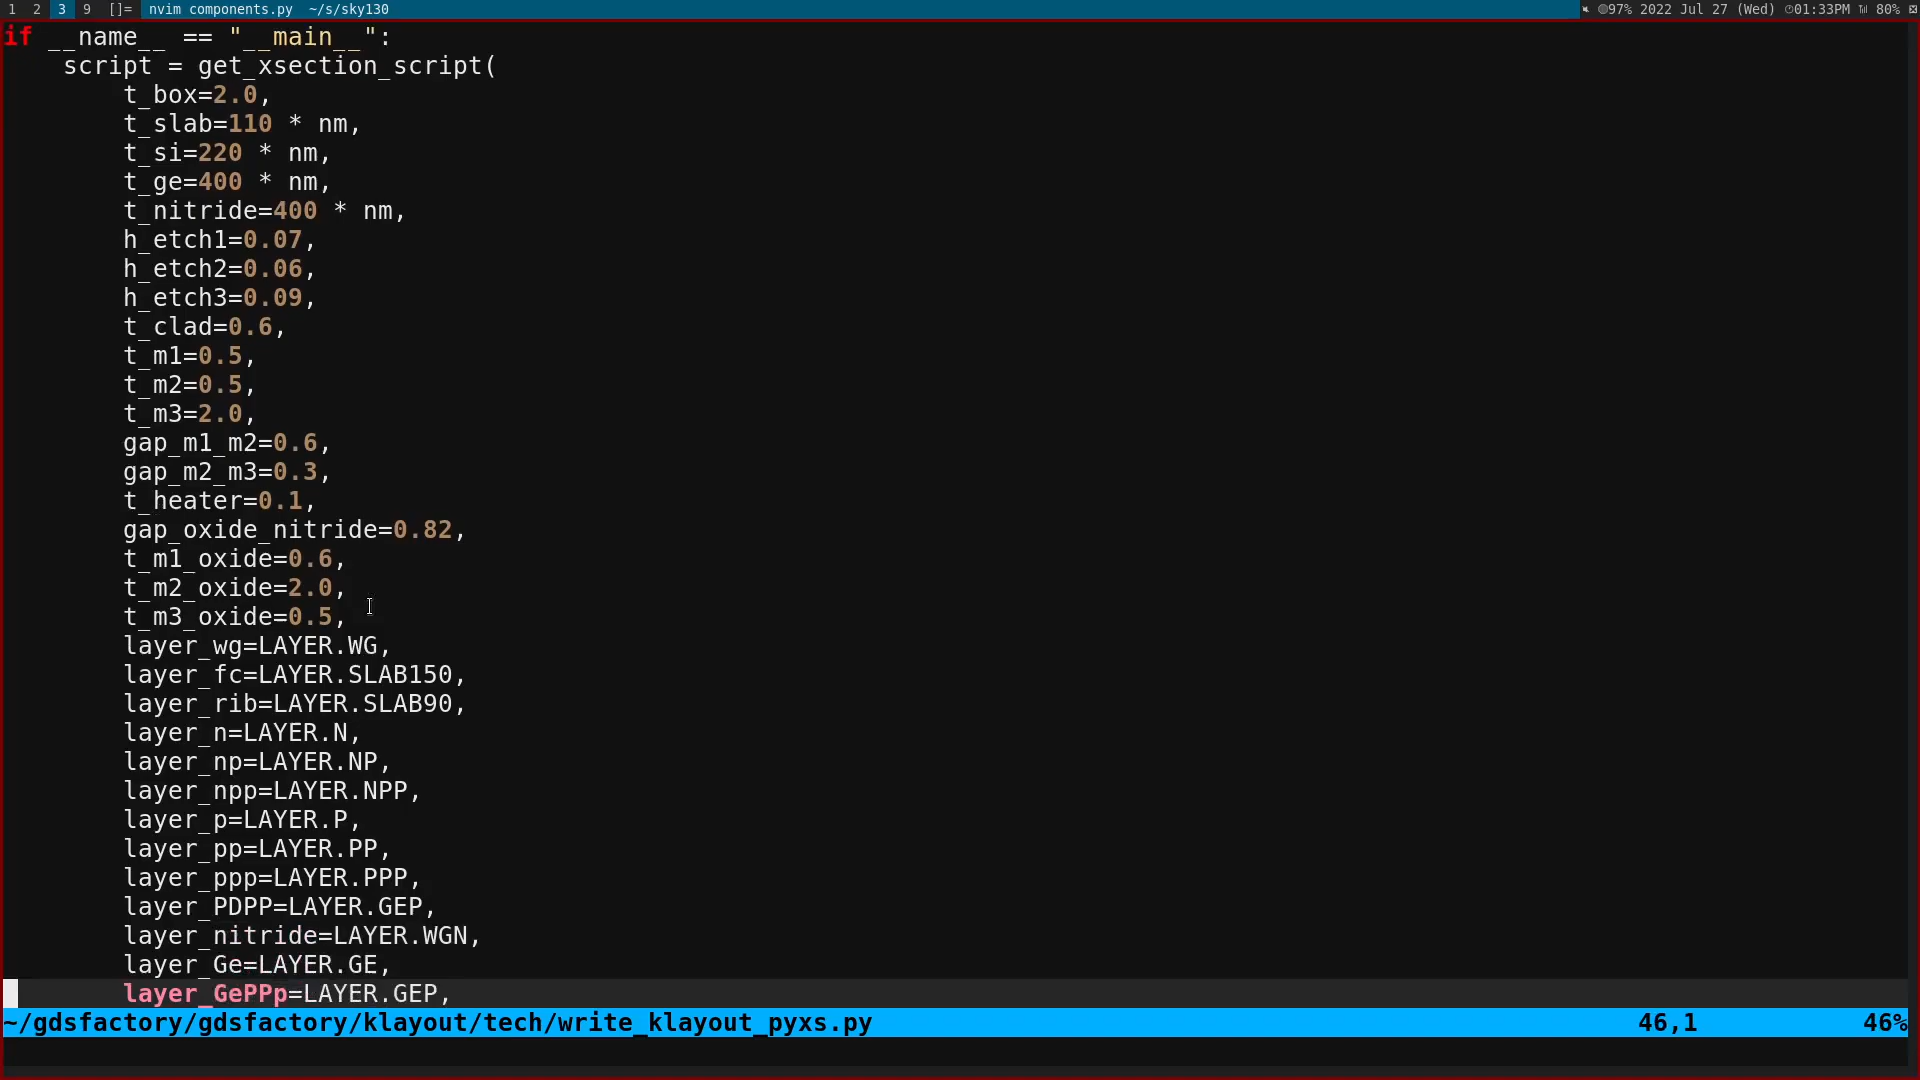 1 2 3 9 []= nvim components.py ~/s/sky130 97% 2022 Jul 27 (Wed) 01:33PM 80%
if __name__ == "__main__":
    script = get_xsection_script(
        t_box=2.0,
        t_slab=110 * nm,
        t_si=220 * nm,
        t_ge=400 * nm,
        t_nitride=400 * nm,
        h_etch1=0.07,
        h_etch2=0.06,
        h_etch3=0.09,
        t_clad=0.6,
        t_m1=0.5,
        t_m2=0.5,
        t_m3=2.0,
        gap_m1_m2=0.6,
        gap_m2_m3=0.3,
        t_heater=0.1,
        gap_oxide_nitride=0.82,
        t_m1_oxide=0.6,
        t_m2_oxide=2.0,
        t_m3_oxide=0.5,
        layer_wg=LAYER.WG,
        layer_fc=LAYER.SLAB150,
        layer_rib=LAYER.SLAB90,
        layer_n=LAYER.N,
        layer_np=LAYER.NP,
        layer_npp=LAYER.NPP,
        layer_p=LAYER.P,
        layer_pp=LAYER.PP,
        layer_ppp=LAYER.PPP,
        layer_PDPP=LAYER.GEP,
        layer_nitride=LAYER.WGN,
        layer_Ge=LAYER.GE,
        layer_GePPp=LAYER.GEP,
~/gdsfactory/gdsfactory/klayout/tech/write_klayout_pyxs.py 46,1 46%